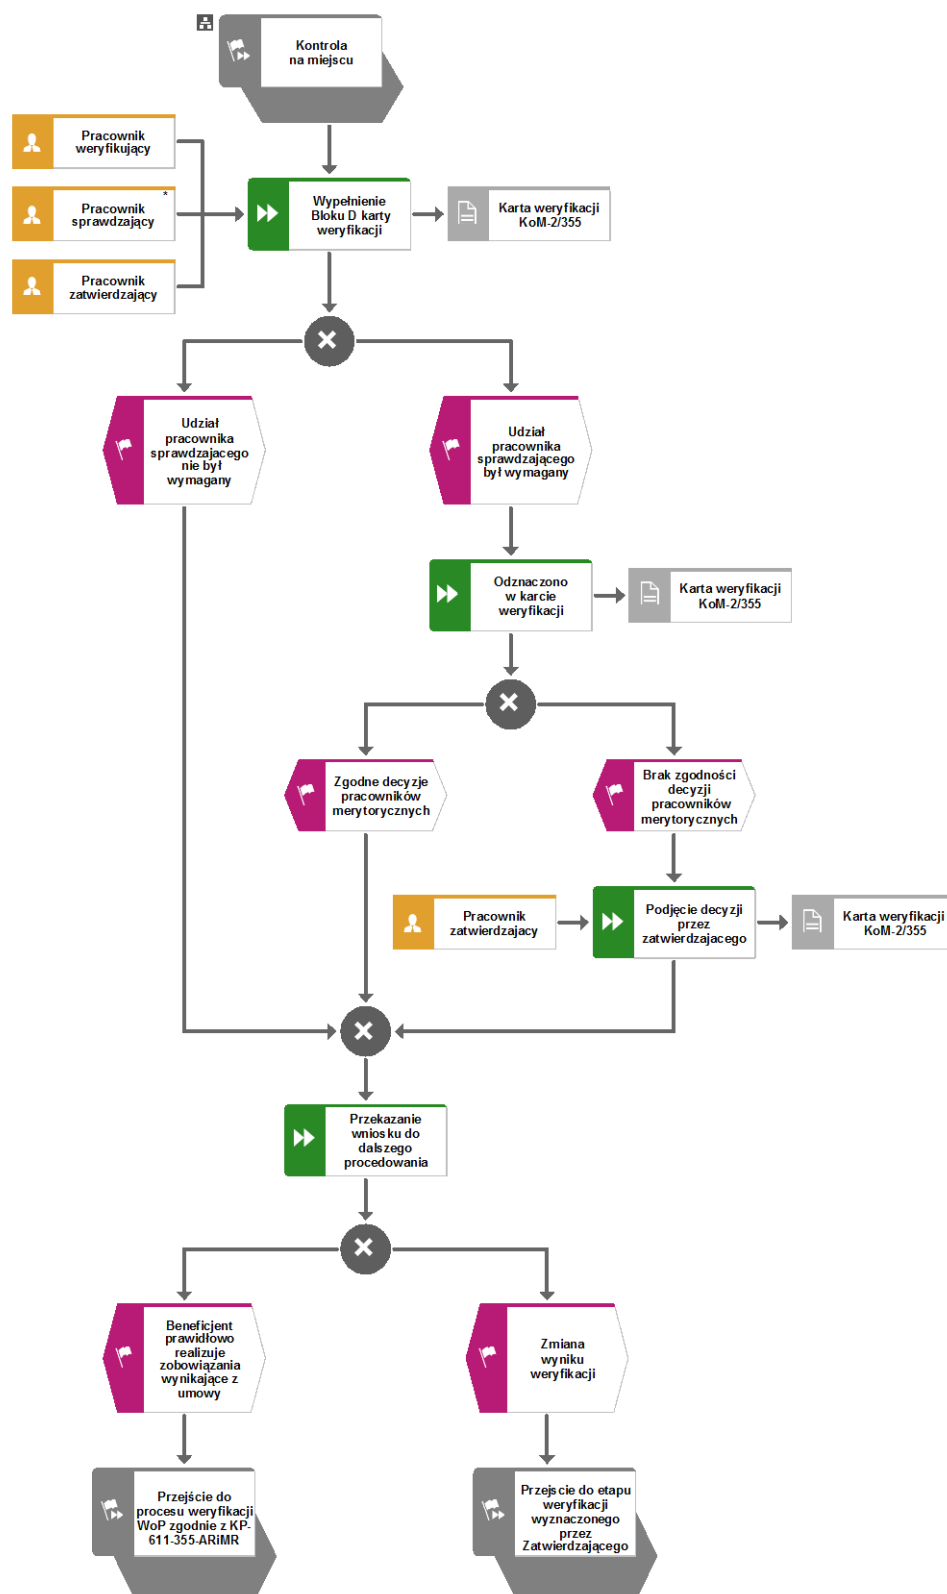 Kontrola
na miejscu
Pracownik
weryfikujący
*
Pracownik
sprawdzający
Pracownik
zatwierdzający
Wypełnienie
Bloku D karty
weryfikacji
Karta weryfikacji
KoM-2/355
Udział
pracownika
sprawdzajacego
nie był
wymagany
Udział
pracownika
sprawdzającego
był wymagany
Odznaczono
w karcie
weryfikacji
Karta weryfikacji
KoM-2/355
Zgodne decyzje
pracowników
merytorycznych
Brak zgodności
decyzji
pracowników
merytorycznych
Pracownik
zatwierdzajacy
Podjęcie decyzji
przez
zatwierdzajacego
Karta weryfikacji
KoM-2/355
Przekazanie
wniosku do
dalszego
procedowania
Beneficjent
prawidłowo
realizuje
zobowiązania
wynikające z
umowy
Zmiana
wyniku
weryfikacji
Przejście do
procesu weryfikacji
WoP zgodnie z KP-
611-355-ARiMR
Przejscie do etapu
weryfikacji
wyznaczonego
przez
Zatwierdzającego